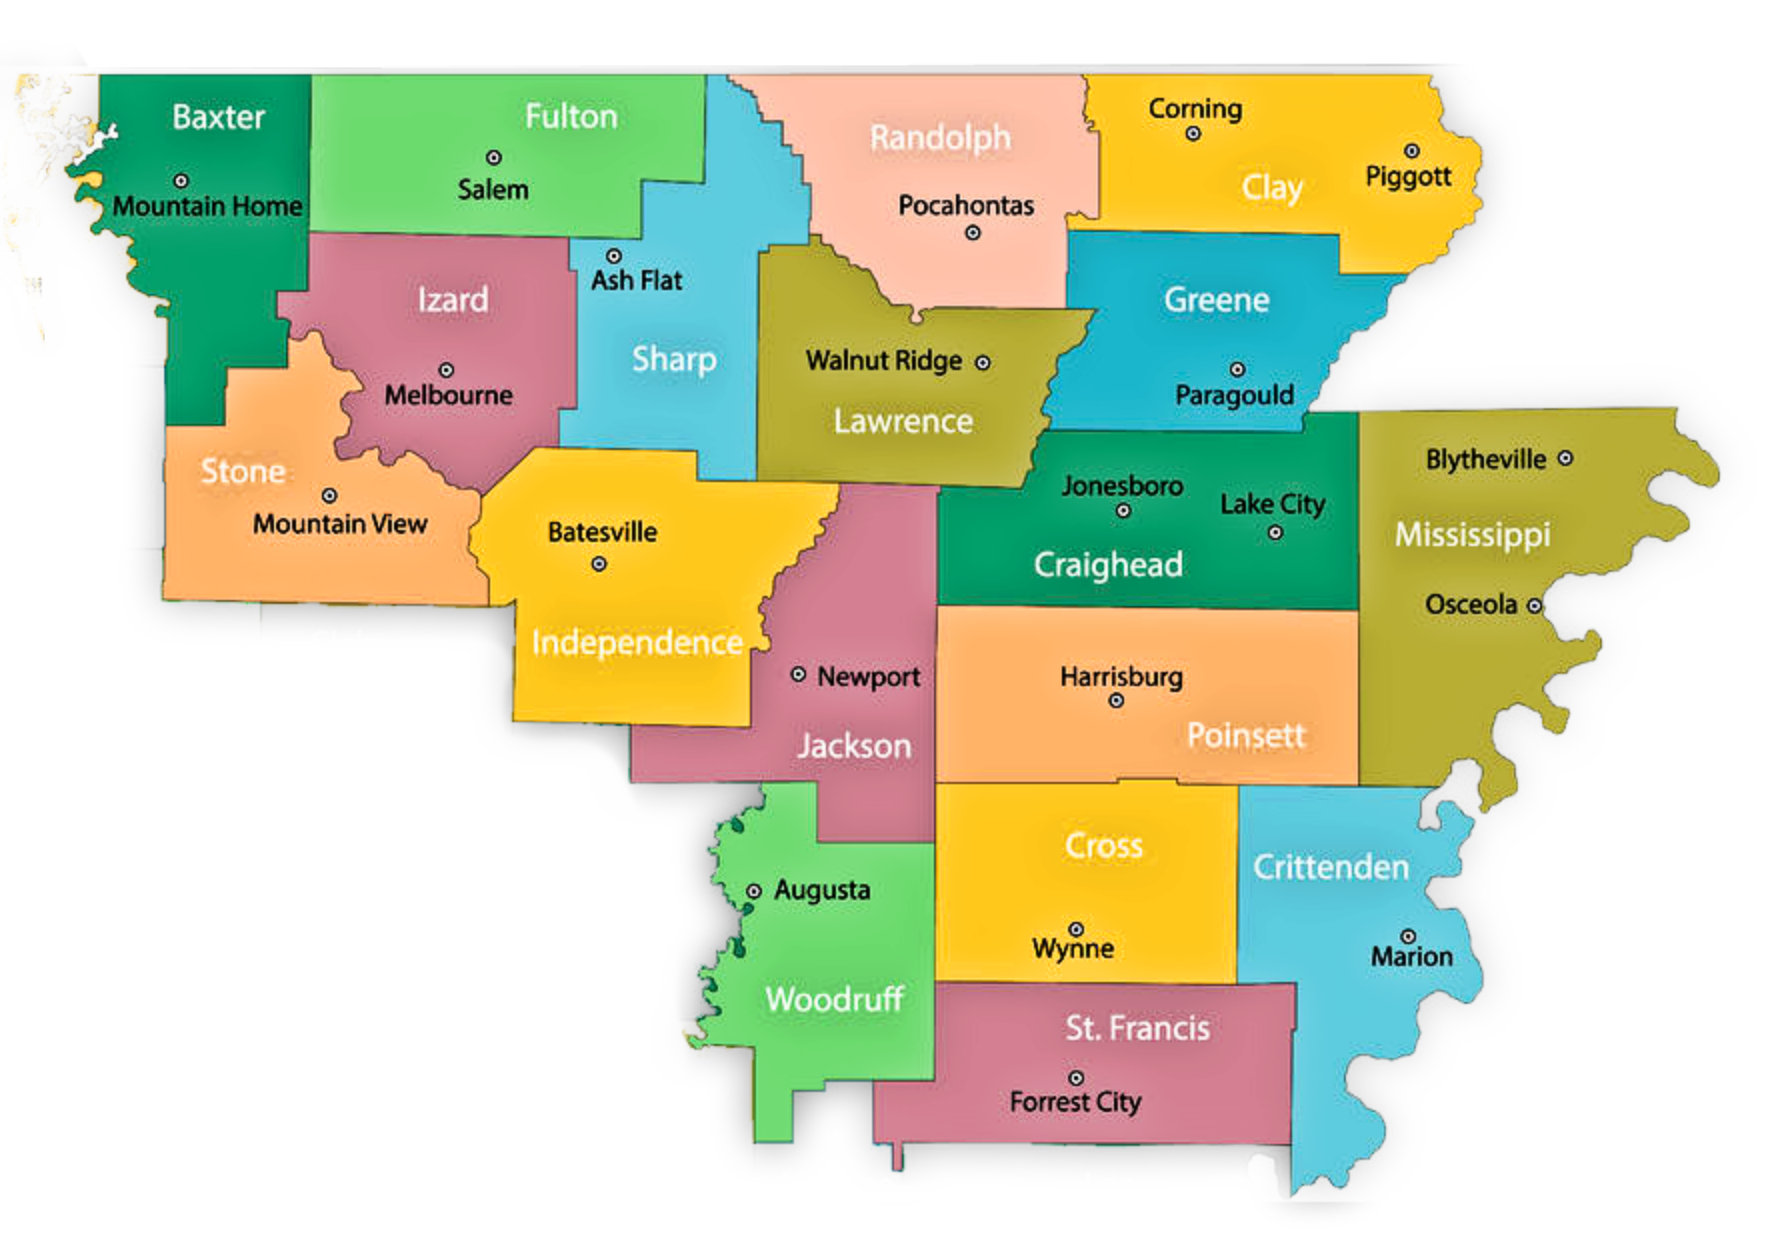 Baxter
Mountain Home
Fulton
Salem
Randolph
Pocahontas
Corning
Clay
Piggott
Izard
Melbourne
Ash Flat
Sharp
Walnut Ridge
Lawrence
Greene
Paragould
Stone
Mountain View
Batesville
Independence
Jonesboro
Lake City
Craighead
Blytheville
Mississippi
Osceola
Newport
Jackson
Harrisburg
Poinsett
Augusta
Woodruff
Cross
Wynne
Crittenden
Marion
St. Francis
Forrest City